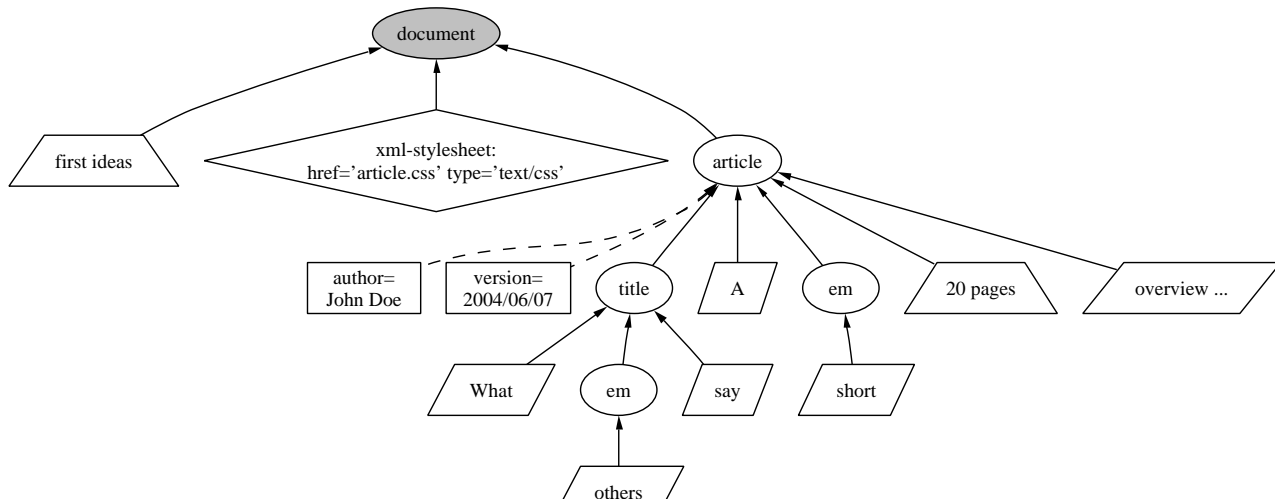 document
first ideas
xml-stylesheet:
href=’article.css’ type=’text/css’
article
author=
John Doe
version=
2004/06/07
title
A
em
20 pages
overview ...
What
em
say
short
others